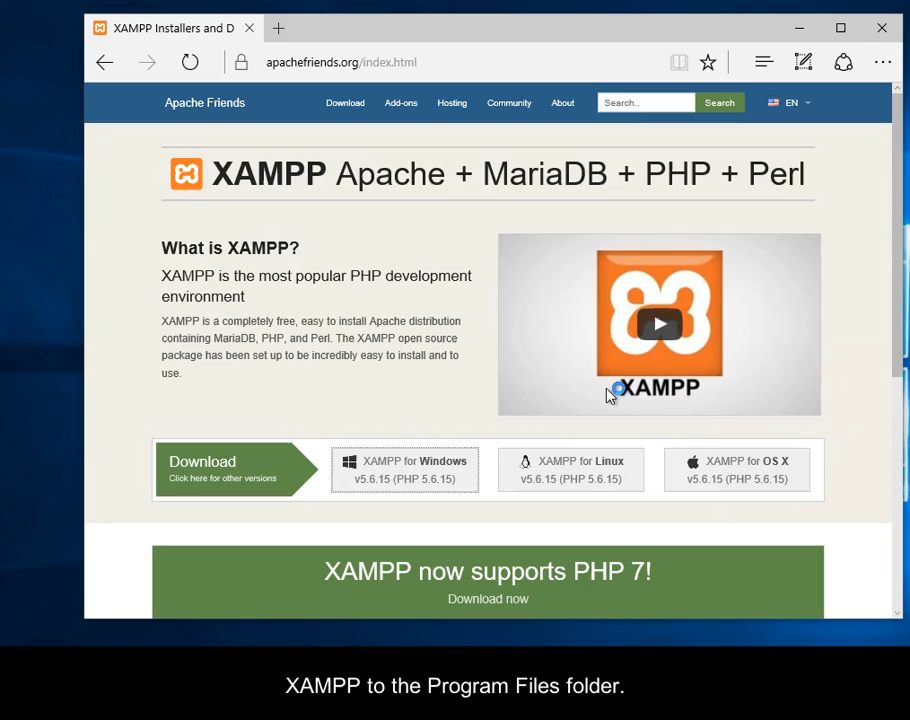 XAMPP Installers and D
apachefriends.org/index.html
Apache Friends
Download
Add-ons
Hosting
Community
About
Search..
Search
EN
XAMPP Apache + MariaDB + PHP + Perl
What is XAMPP?
XAMPP is the most popular PHP development
environment
XAMPP is a completely free, easy to install Apache distribution
containing MariaDB, PHP, and Perl. The XAMPP open source
package has been set up to be incredibly easy to install and to
use.
XAMPP
Download
Click here for other versions
XAMPP for Windows
v5.6.15 (PHP 5.6.15)
XAMPP for Linux
v5.6.15 (PHP 5.6.15)
XAMPP for OS X
v5.6.15 (PHP 5.6.15)
XAMPP now supports PHP 7!
Download now
XAMPP to the Program Files folder.